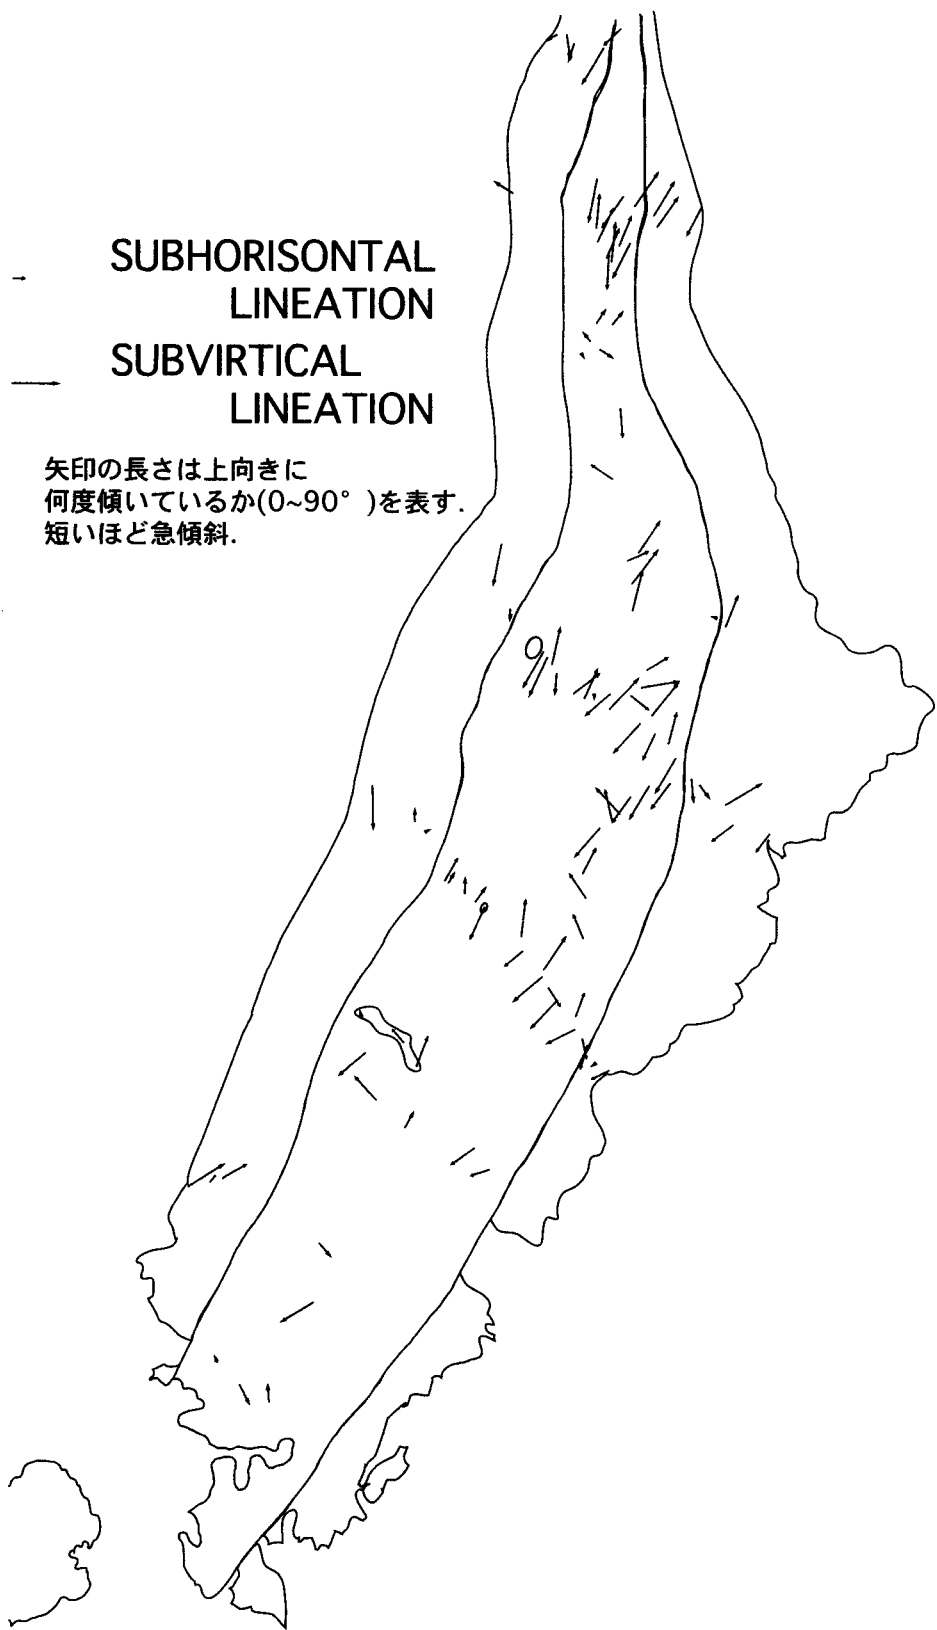 SUBHORISONTAL
LINEATION
SUBVIRTICAL
LINEATION
矢印の長さは上向きに
何度傾いているか(0~90°)を表す.
短いほど急傾斜.